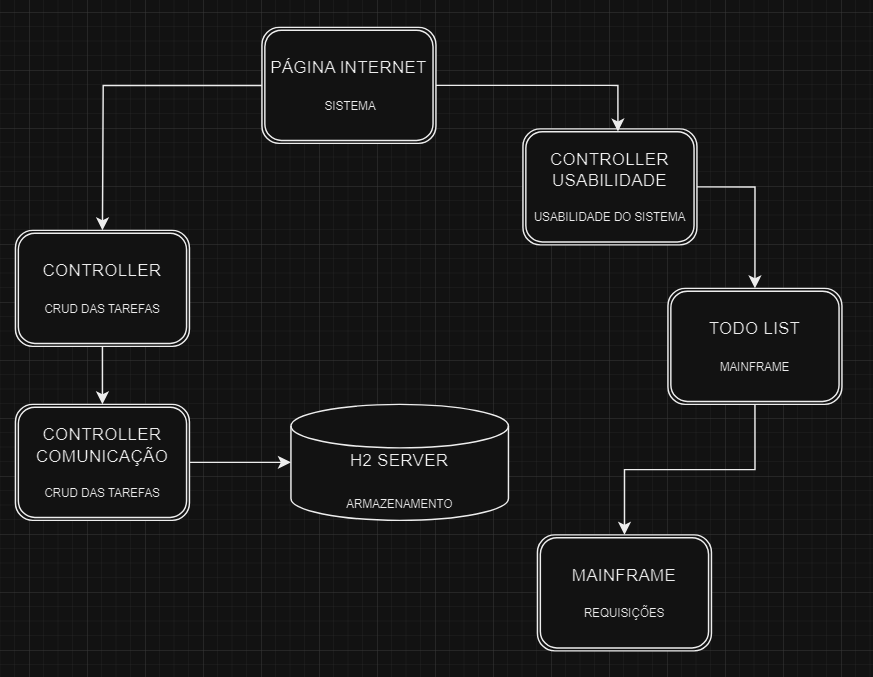 PÁGINA INTERNET
SISTEMA
CONTROLLER
USABILIDADE
USABILIDADE DO SISTEMA
CONTROLLER
CRUD DAS TAREFAS
TODO LIST
MAINFRAME
CONTROLLER
COMUNICAÇÃO
CRUD DAS TAREFAS
H2 SERVER
ARMAZENAMENTO
MAINFRAME
REQUISIÇÕES